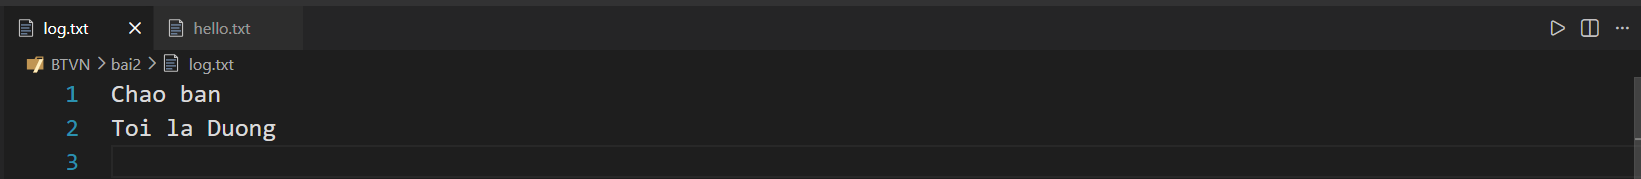 log.txt hello.txt
BTVN bai2 log.txt
1 Chao ban
2 Toi la Duong
3